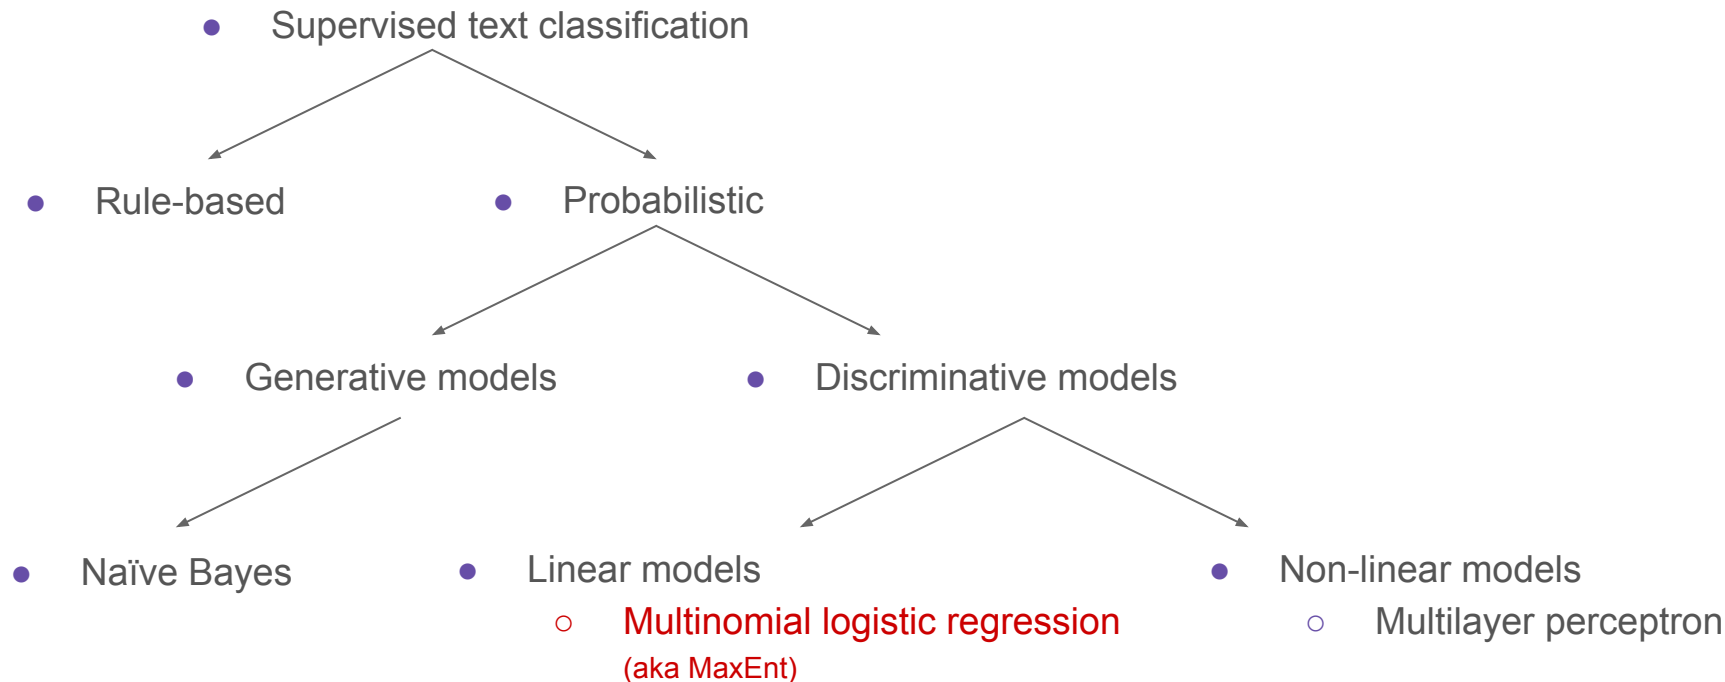 Supervised text classification
Rule-based
Probabilistic
Generative models
Discriminative models
Naïve Bayes
Linear models
Multinomial logistic regression
(aka MaxEnt)
Non-linear models
Multilayer perceptron